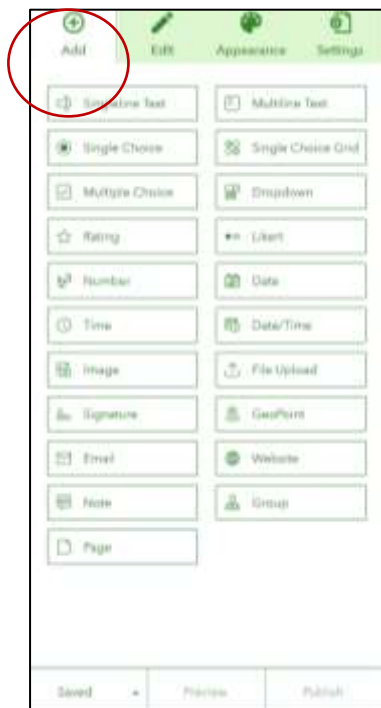 Add Edit Appearance Settings
Singleline Text Multiline Text
Single Choice Single Choice Grid
Multiple Choice Dropdown
Rating Likert
Number Date
Time Date/Time
Image File Upload
Signature GeoPoint
Email Website
Note Group
Page
Saved Preview Publish